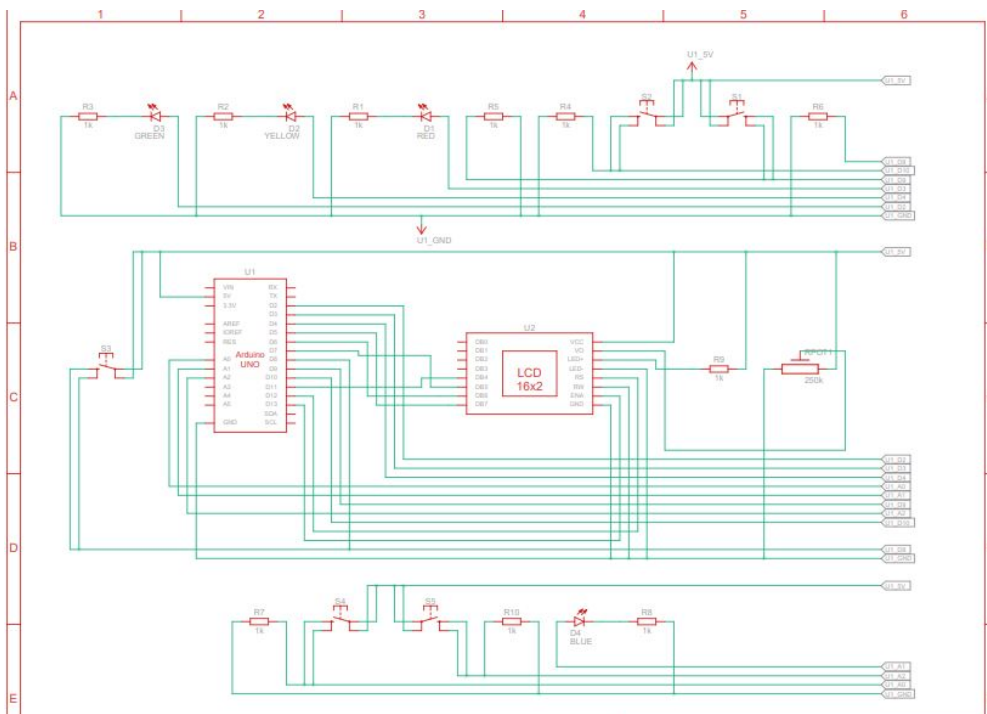 1 2 3 4 5 6
U1_5V
U1_5V
A
R3 R2 R1 R5 R4 S2 S1 R6
1k 1k 1k 1k 1k 1k
D3 D2 D1
GREEN YELLOW RED
U1_D8
U1_D10
U1_D9
U1_D3
U1_D4
U1_D2
U1_GND
B
U1_GND
U1_5V
U1
VIN RX
5V TX
3.3V D2
D3
AREF D4
IOREF D5
RES D6
D7
A0 D8
A1 D9
A2 D10
A3 D11
A4 D12
A5 D13
SDA
GND SCL
Arduino
UNO
S3
U2
DB0 VCC
DB1 VO
DB2 LED+
DB3 LED-
DB4 RS
DB5 RW
DB6 ENA
DB7 GND
LCD
16x2
R9
1k
RPOT1
250k
C
U1_D2
U1_D3
U1_D4
U1_A0
U1_A1
U1_D9
U1_A2
U1_D10
D
U1_D8
U1_GND
U1_5V
R7 S4 S5 R10 R8
1k 1k 1k
D4
BLUE
U1_A1
U1_A2
U1_A0
U1_GND
E